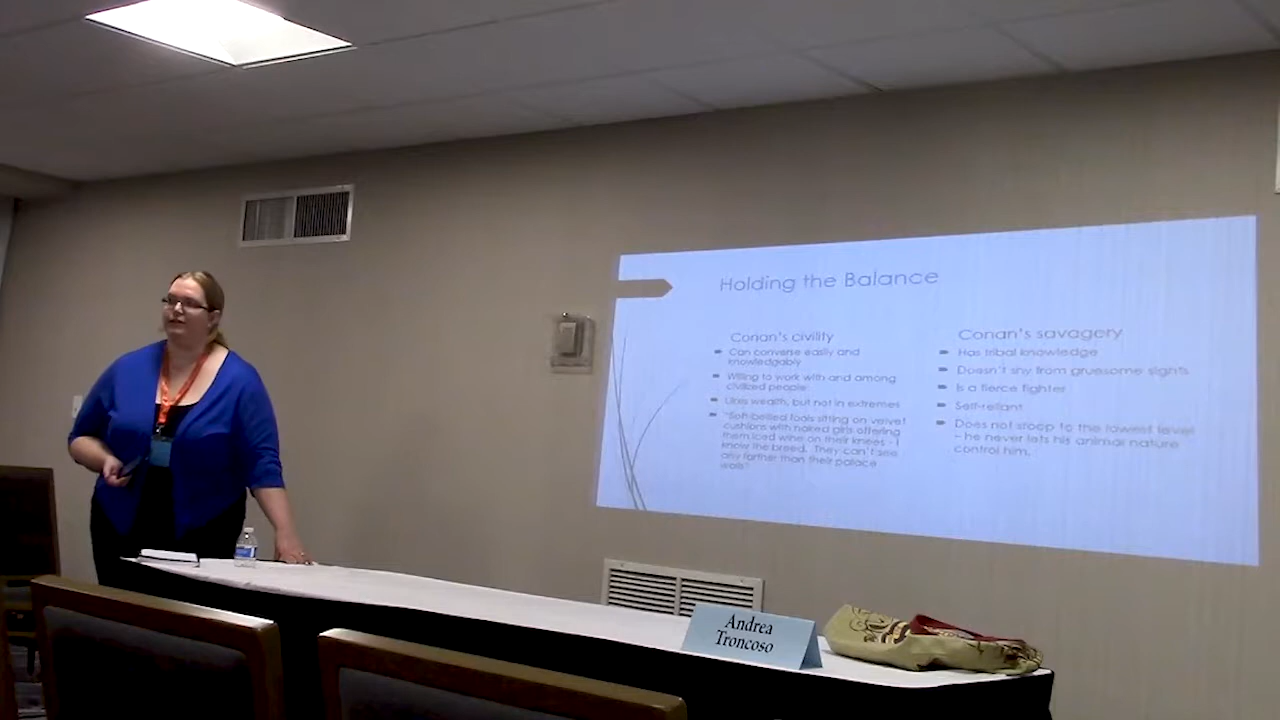 Holding the Balance
Conan's civility
Can converse easily and
knowledgably
Willing to work with and among
civilized people
Likes wealth, but not in extremes
"Soft-bellied fools sitting on velvet
cushions with naked girls offering
them iced wine on their knees - I
know the breed. They can't see
any farther than their palace
walls"
Conan's savagery
Has tribal knowledge
Doesn't shy from gruesome sights
Is a fierce fighter
Self-reliant
Does not stoop to the lowest level
– he never lets his animal nature
control him.
Andrea
Troncoso